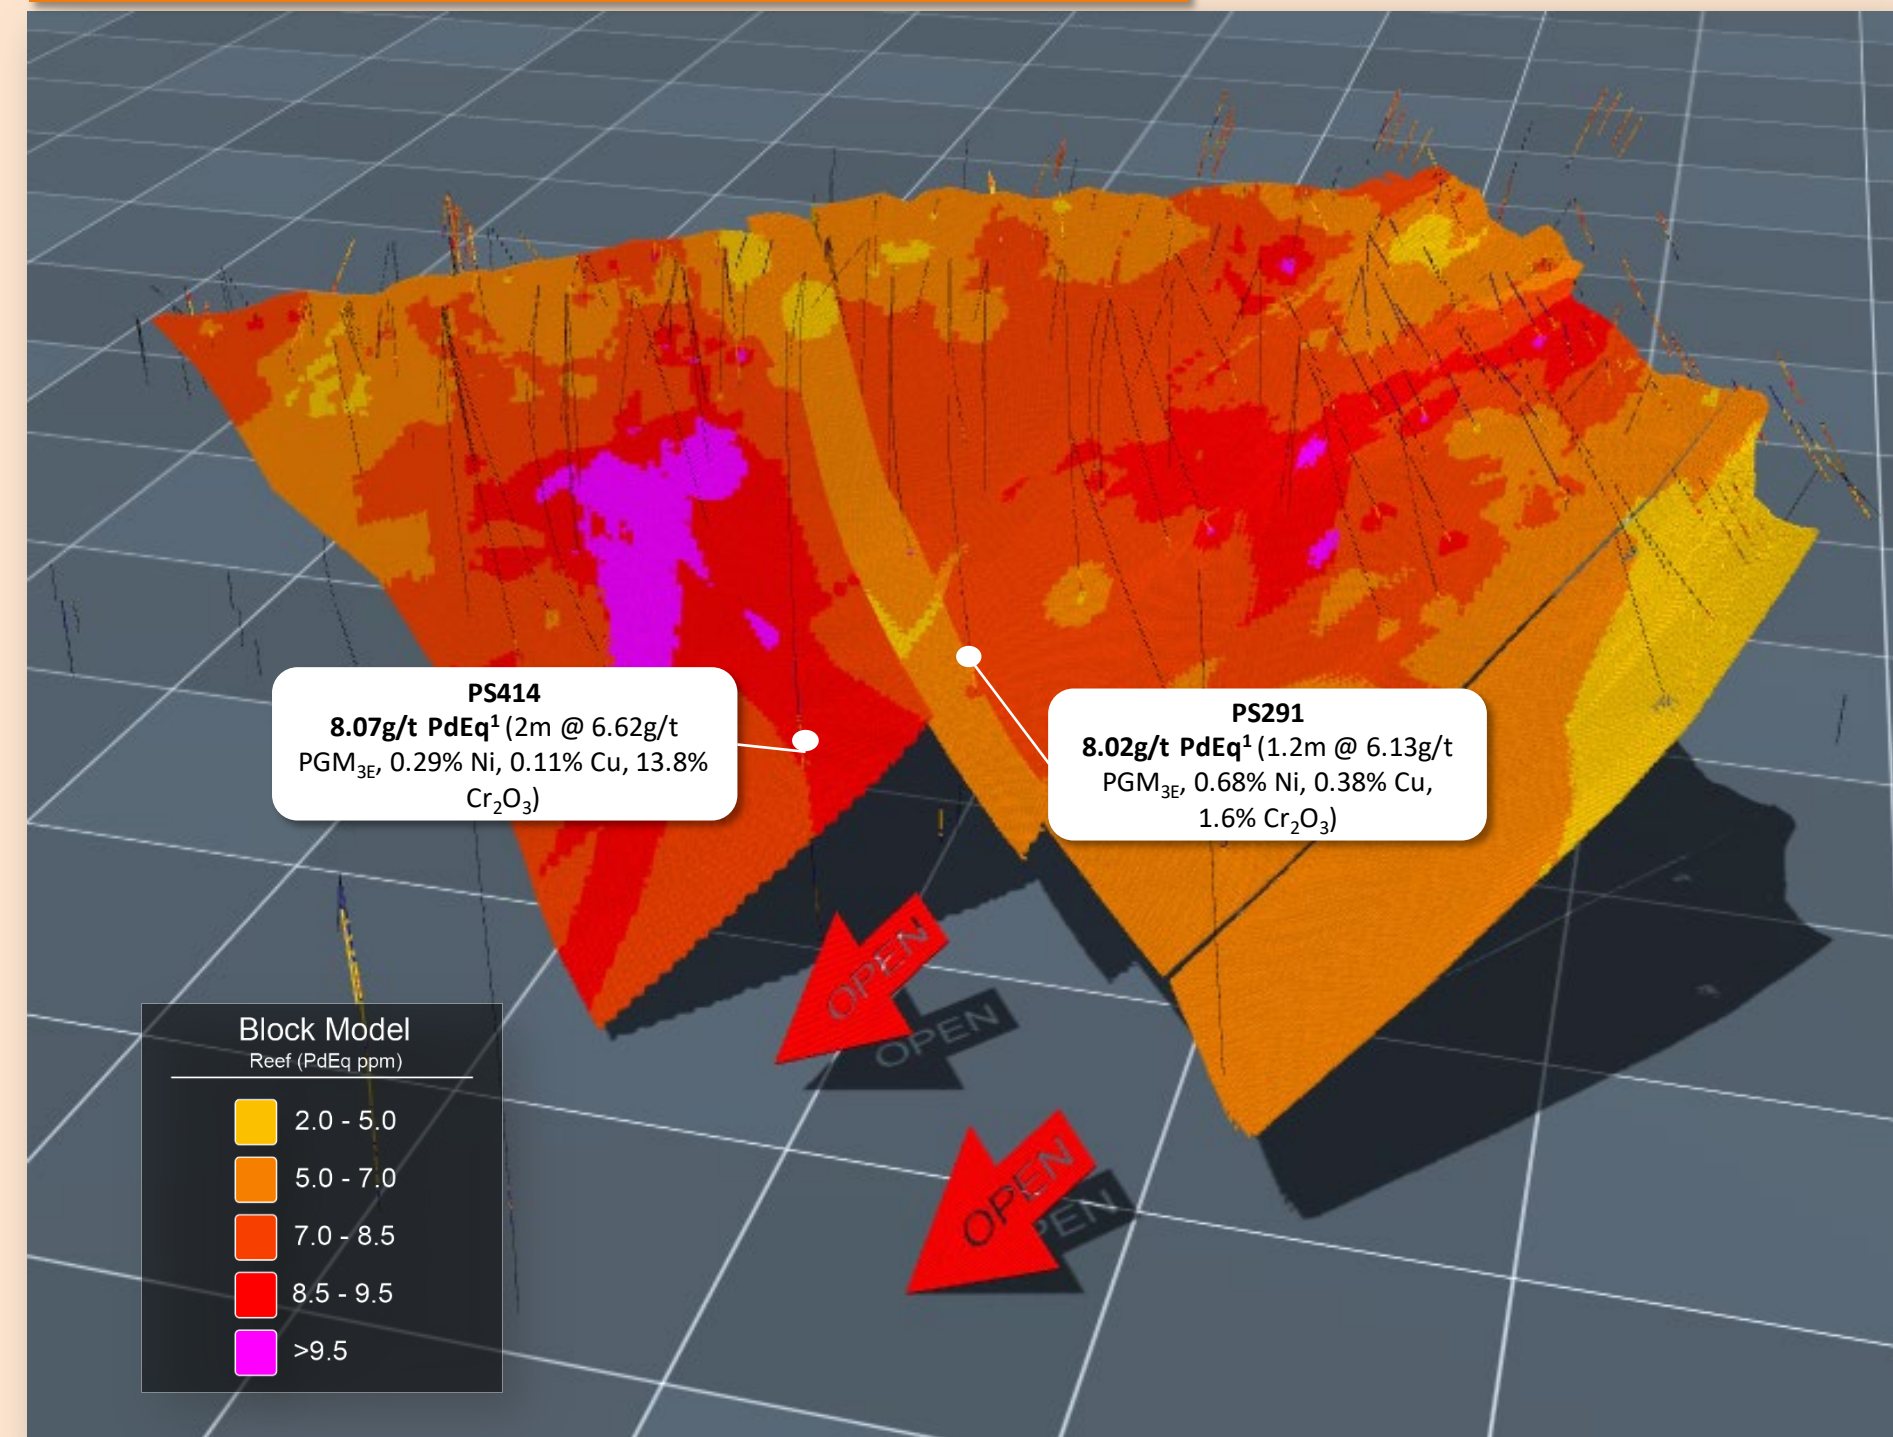 PS414
8.07g/t PdEq¹ (2m @ 6.62g/t
PGM₃E, 0.29% Ni, 0.11% Cu, 13.8%
Cr₂O₃)
PS291
8.02g/t PdEq¹ (1.2m @ 6.13g/t
PGM₃E, 0.68% Ni, 0.38% Cu,
1.6% Cr₂O₃)
OPEN
OPEN
OPEN
PEN
Block Model
Reef (PdEq ppm)
2.0 - 5.0
5.0 - 7.0
7.0 - 8.5
8.5 - 9.5
>9.5